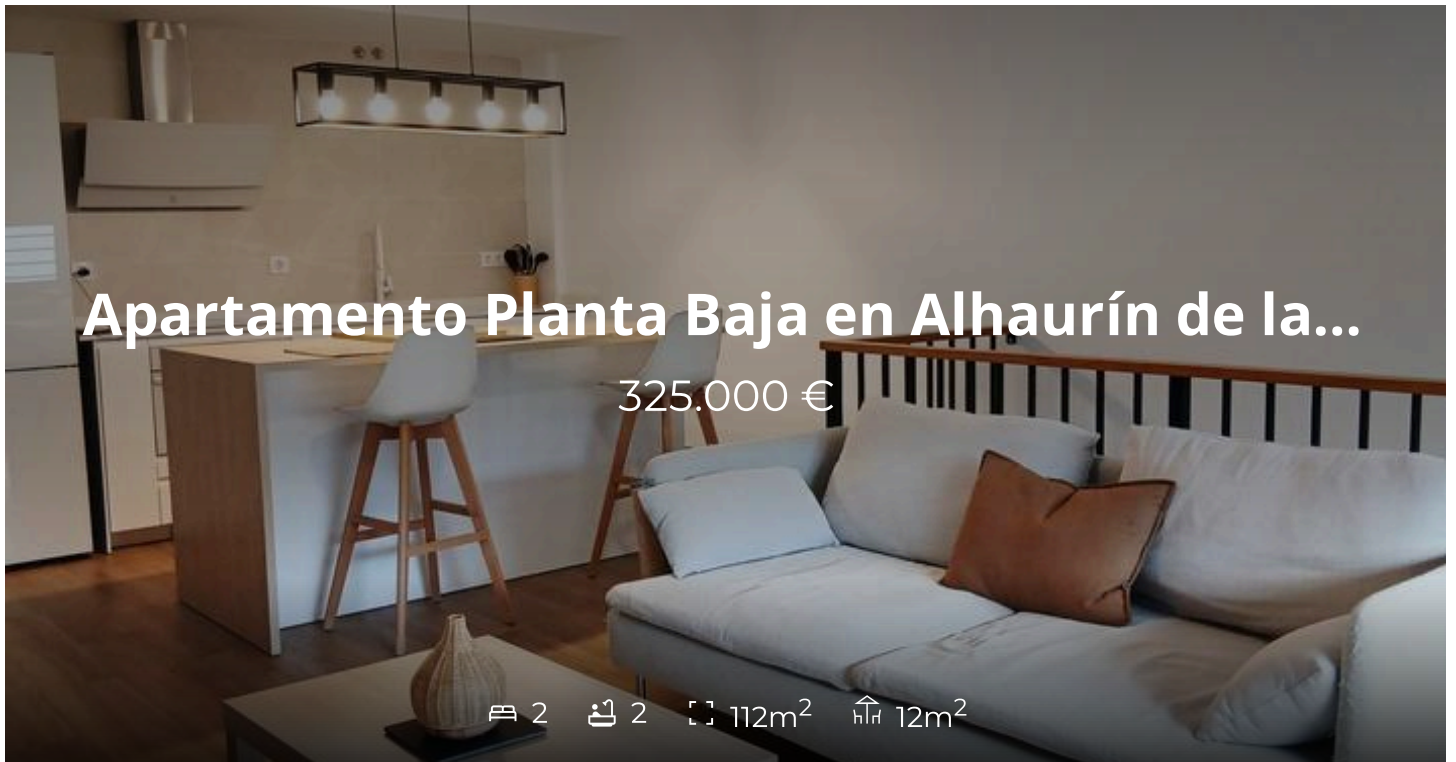 Apartamento Planta Baja en Alhaurín de la...
325.000 €
2 2 112m² 12m²